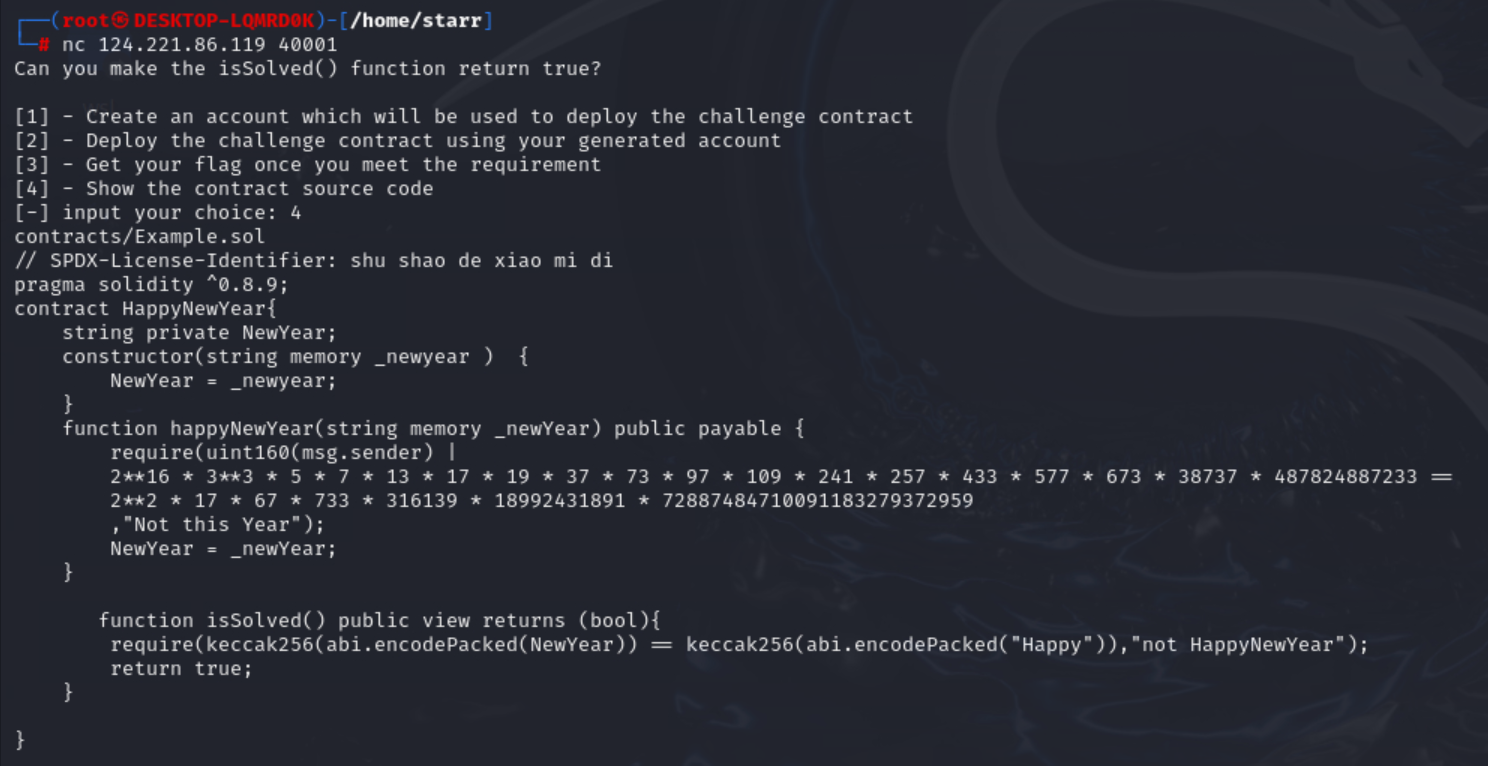 ┌──(root㉿DESKTOP-LQMRD0K)-[/home/starr]
└─# nc 124.221.86.119 40001
Can you make the isSolved() function return true?
[1] - Create an account which will be used to deploy the challenge contract
[2] - Deploy the challenge contract using your generated account
[3] - Get your flag once you meet the requirement
[4] - Show the contract source code
[-] input your choice: 4
contracts/Example.sol
// SPDX-License-Identifier: shu shao de xiao mi di
pragma solidity ^0.8.9;
contract HappyNewYear{
    string private NewYear;
    constructor(string memory _newyear )  {
        NewYear = _newyear;
    }
    function happyNewYear(string memory _newYear) public payable {
        require(uint160(msg.sender) |
        2**16 * 3**3 * 5 * 7 * 13 * 17 * 19 * 37 * 73 * 97 * 109 * 241 * 257 * 433 * 577 * 673 * 38737 * 487824887233 ==
        2**2 * 17 * 67 * 733 * 316139 * 18992431891 * 72887484710091183279372959
        ,"Not this Year");
        NewYear = _newYear;
    }
       function isSolved() public view returns (bool){
        require(keccak256(abi.encodePacked(NewYear)) == keccak256(abi.encodePacked("Happy")),"not HappyNewYear");
        return true;
    }
}